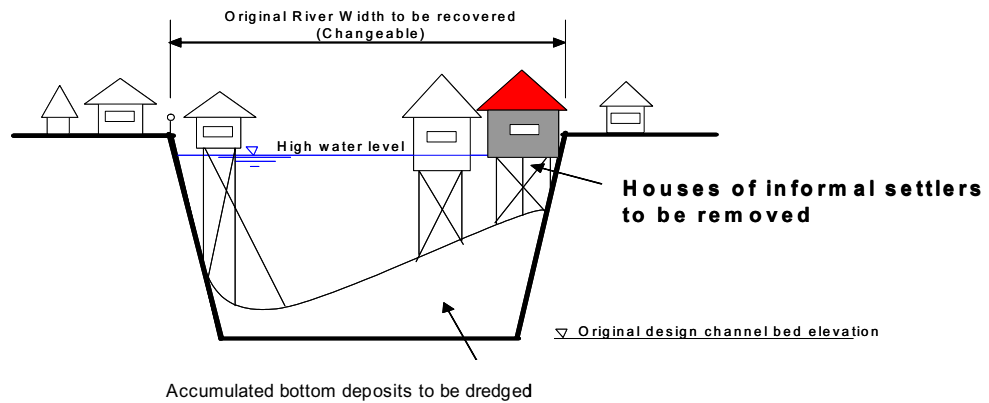 Original River Width to be recovered
(Changeable)
High water level
Houses of informal settlers
to be removed
Original design channel bed elevation
Accumulated bottom deposits to be dredged